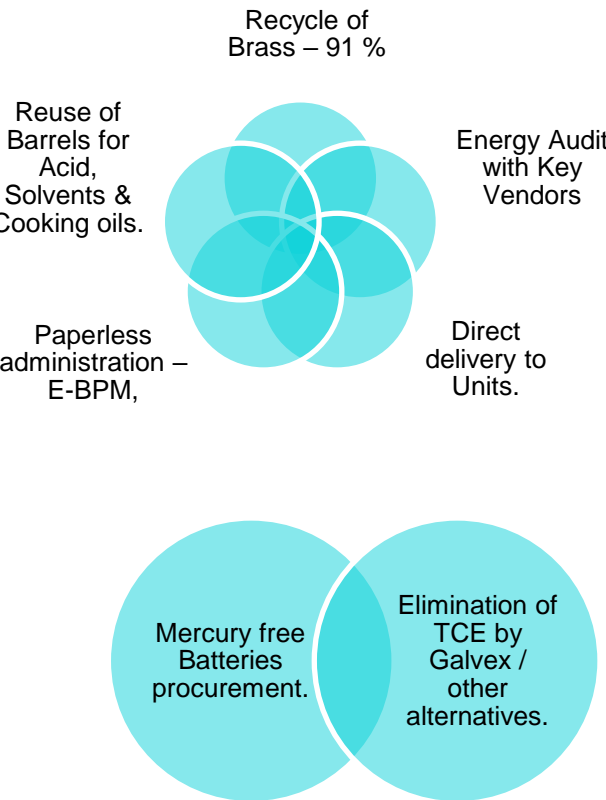 Recycle of
Brass – 91 %
Reuse of
Barrels for
Acid,
Solvents &
Cooking oils.
Energy Audit
with Key
Vendors
Paperless
administration –
E-BPM,
Direct
delivery to
Units.
Mercury free
Batteries
procurement.
Elimination of
TCE by
Galvex /
other
alternatives.